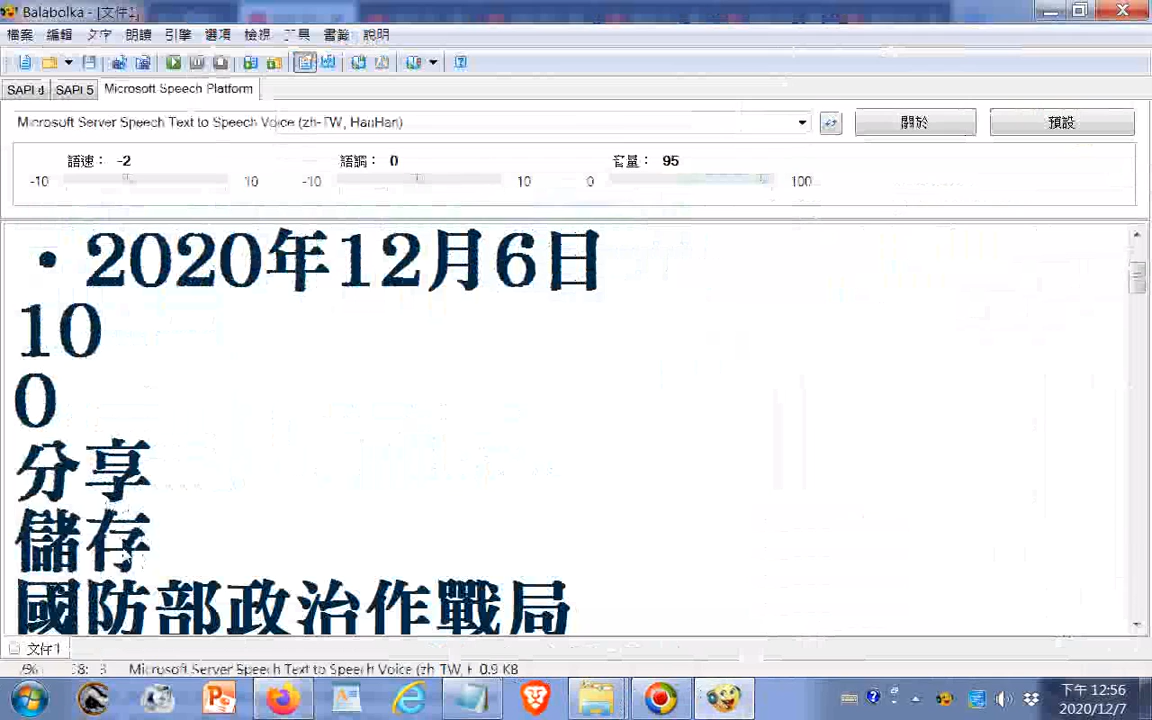 Balabolka - [文件1]
檔案 編輯 文字 朗讀 引擎 選項 檢視 工具 書籤 說明
SAPI 4 SAPI 5 Microsoft Speech Platform
Microsoft Server Speech Text to Speech Voice (zh-TW, HanHan)
關於 預設
語速： -2 語調： 0 音量： 95
-10 10 -10 10 0 100
•2020年12月6日
10
0
分享
儲存
國防部政治作戰局
文件1
Microsoft Server Speech Text to Speech Voice (zh TW, H 0.9 KB
下午 12:56
2020/12/7